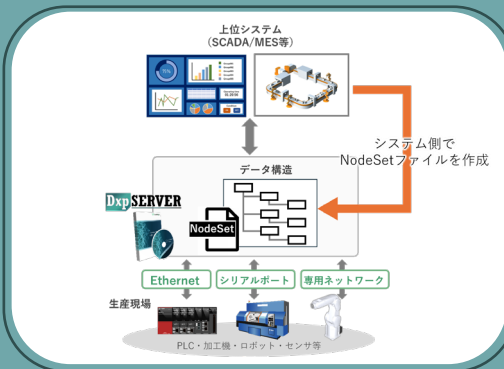 上位システム
（SCADA/MES等）
システム側で
NodeSetファイルを作成
データ構造
DxpSERVER
NodeSet
Ethernet
シリアルポート
専用ネットワーク
生産現場
PLC・加工機・ロボット・センサ等